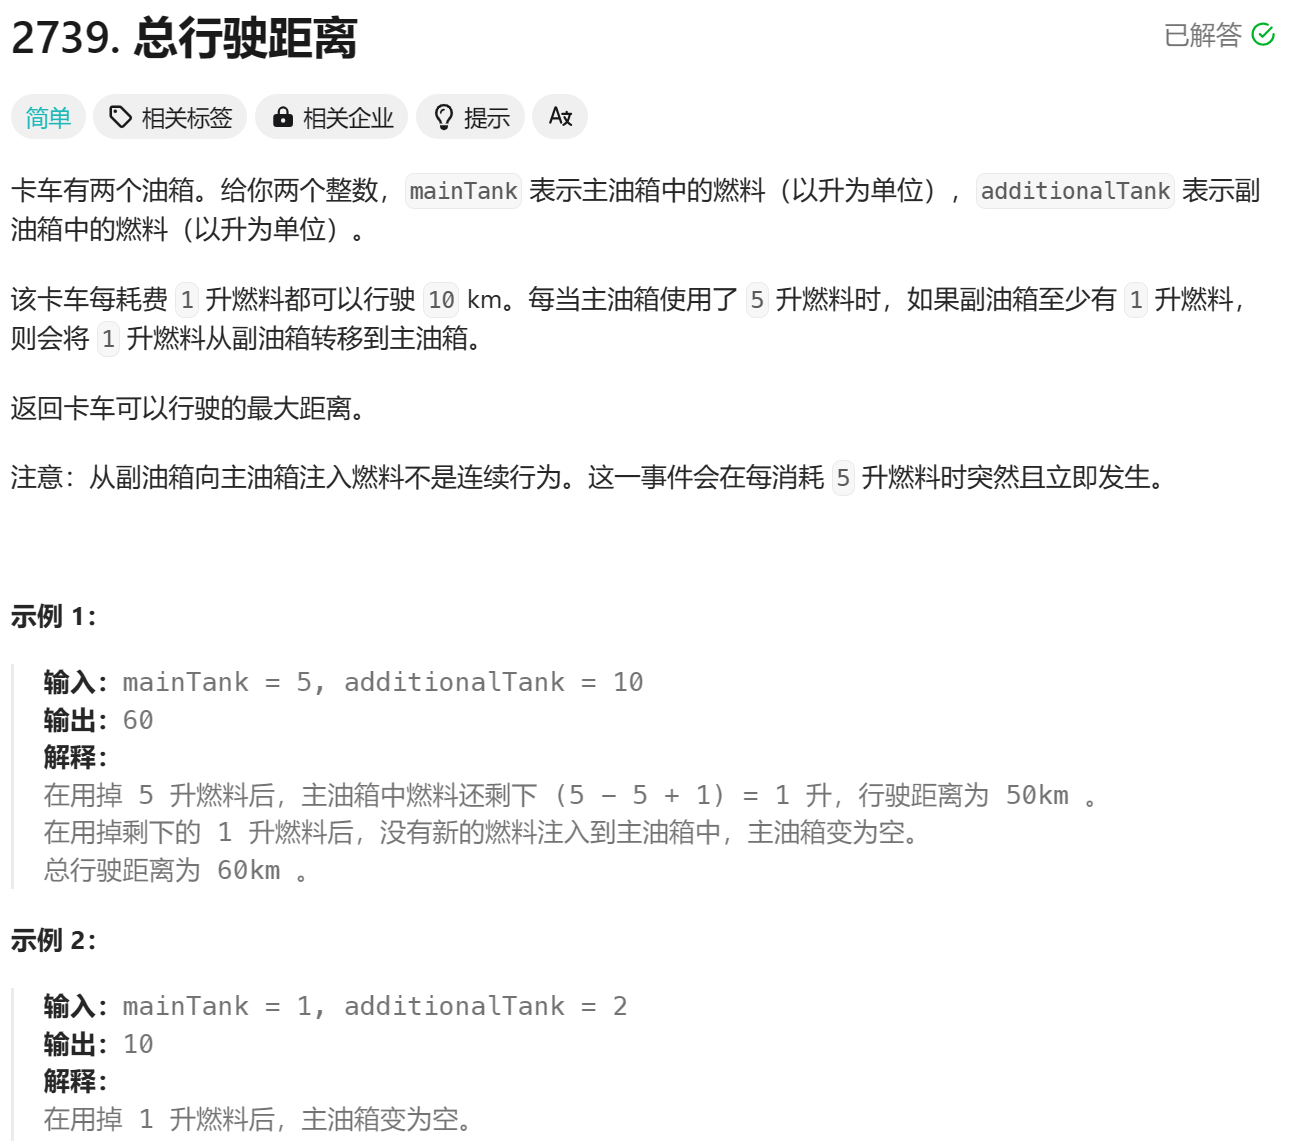 2739. 总行驶距离
已解答
简单
相关标签
相关企业
提示
卡车有两个油箱。给你两个整数，mainTank 表示主油箱中的燃料（以升为单位），additionalTank 表示副
油箱中的燃料（以升为单位）。
该卡车每耗费 1 升燃料都可以行驶 10 km。每当主油箱使用了 5 升燃料时，如果副油箱至少有 1 升燃料，
则会将 1 升燃料从副油箱转移到主油箱。
返回卡车可以行驶的最大距离。
注意：从副油箱向主油箱注入燃料不是连续行为。这一事件会在每消耗 5 升燃料时突然且立即发生。
示例 1：
输入：mainTank = 5, additionalTank = 10
输出：60
解释：
在用掉 5 升燃料后，主油箱中燃料还剩下 (5 - 5 + 1) = 1 升，行驶距离为 50km 。
在用掉剩下的 1 升燃料后，没有新的燃料注入到主油箱中，主油箱变为空。
总行驶距离为 60km 。
示例 2：
输入：mainTank = 1, additionalTank = 2
输出：10
解释：
在用掉 1 升燃料后，主油箱变为空。